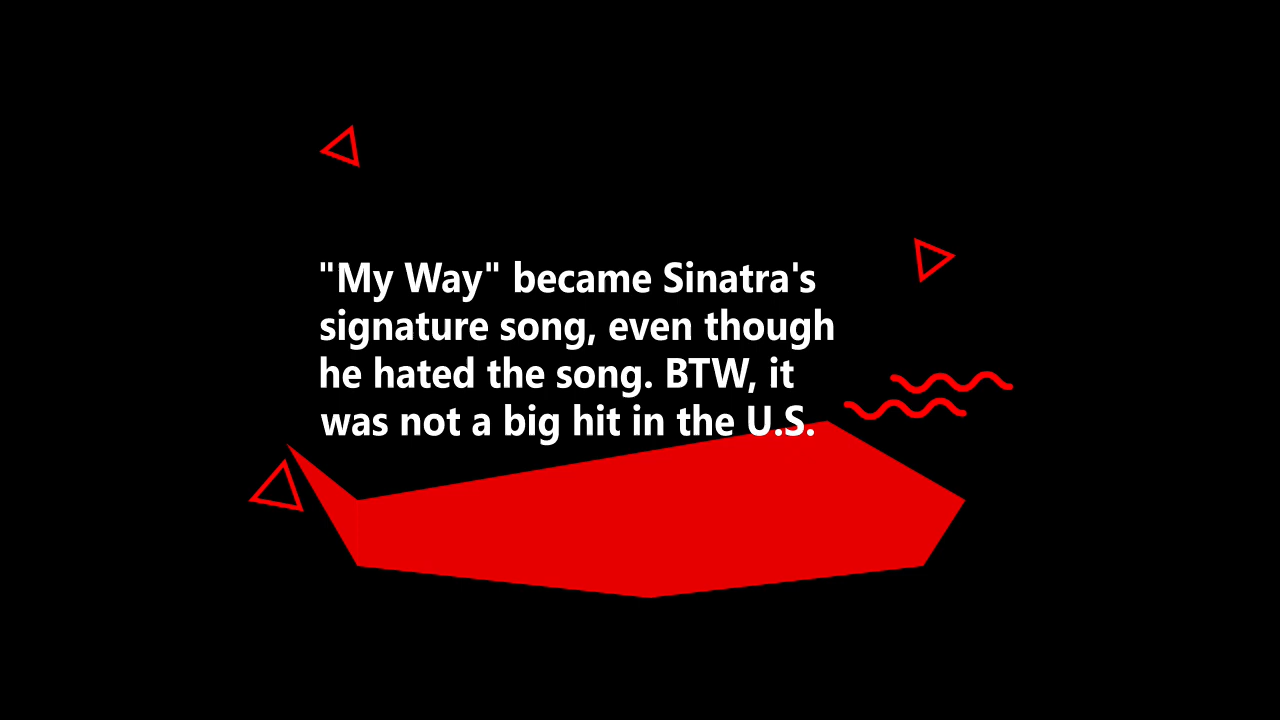 "My Way" became Sinatra's
signature song, even though
he hated the song. BTW, it
was not a big hit in the U.S.